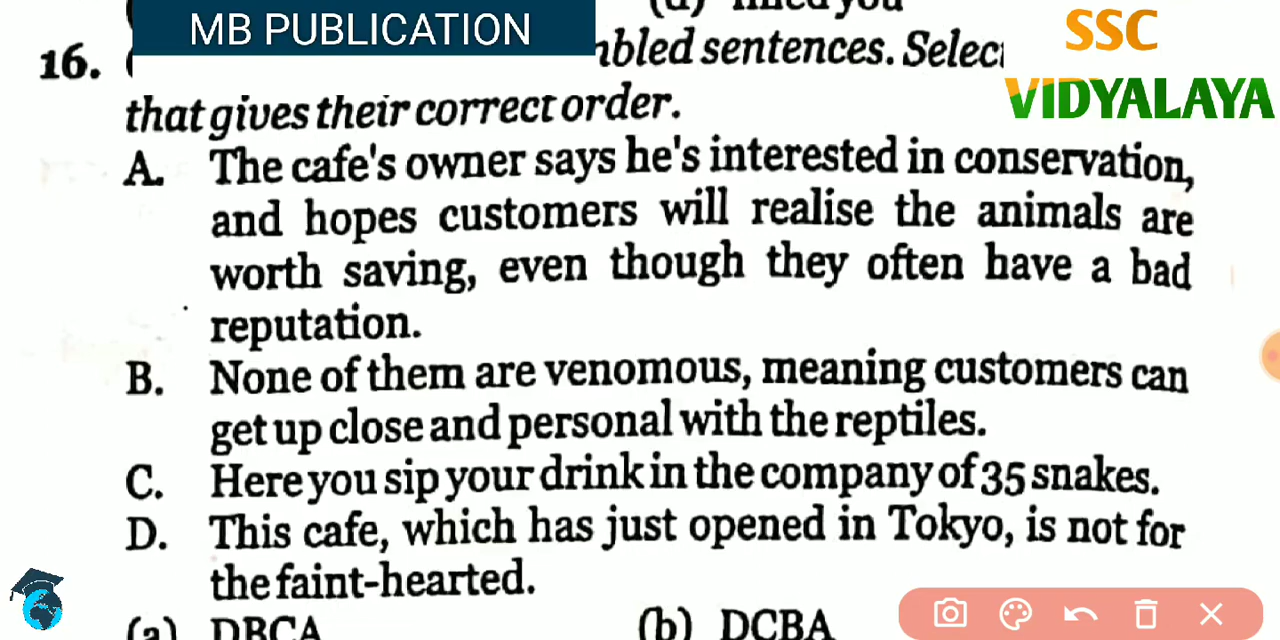 MB PUBLICATION
SSC
VIDYALAYA
16.
sentences.
that gives their correct order.
A. The cafe's owner says he's interested in conservation,
and hopes customers will realise the animals are
worth saving, even though they often have a bad
reputation.
B. None of them are venomous, meaning customers can
get up close and personal with the reptiles.
C. Here you sip your drink in the company of 35 snakes.
D. This cafe, which has just opened in Tokyo, is not for
the faint-hearted.
(a) DBCA (b) DCBA